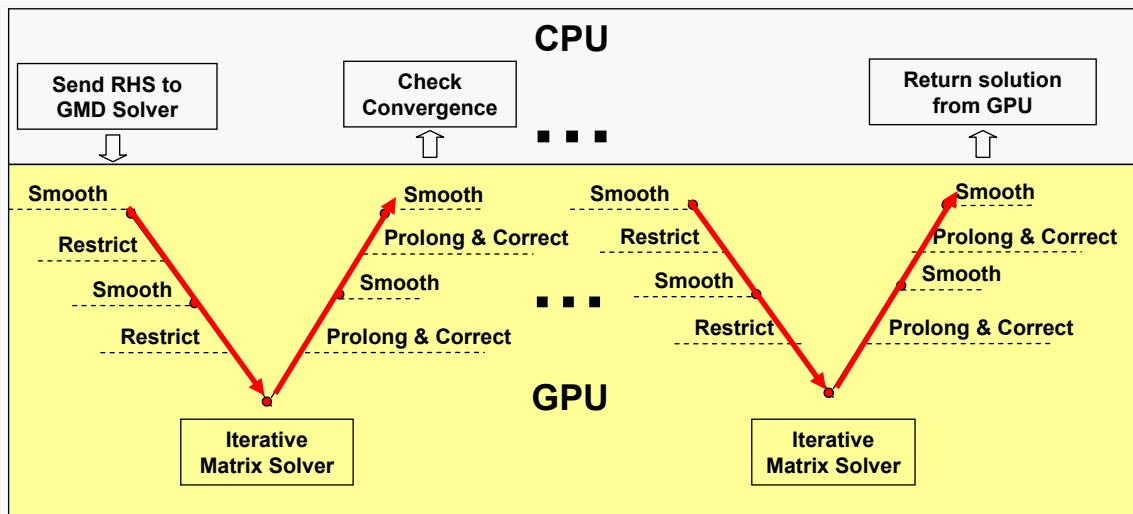 CPU
Send RHS to
GMD Solver
Check
Convergence
Return solution
from GPU
Smooth
Restrict
Smooth
Restrict
Smooth
Prolong & Correct
Smooth
Prolong & Correct
Iterative
Matrix Solver
GPU
Smooth
Restrict
Smooth
Restrict
Smooth
Prolong & Correct
Smooth
Prolong & Correct
Iterative
Matrix Solver